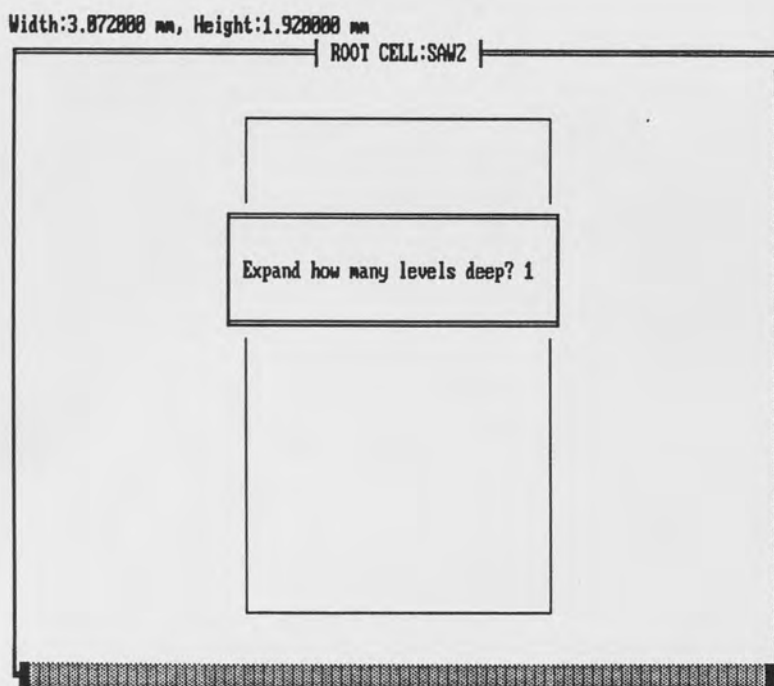 Width:3.072000 mm, Height:1.920000 mm
ROOT CELL:SAW2
Expand how many levels deep? 1